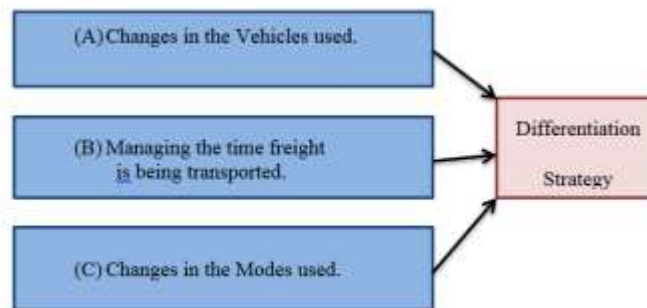 (A) Changes in the Vehicles used.
(B) Managing the time freight
is being transported.
(C) Changes in the Modes used.
Differentiation
Strategy